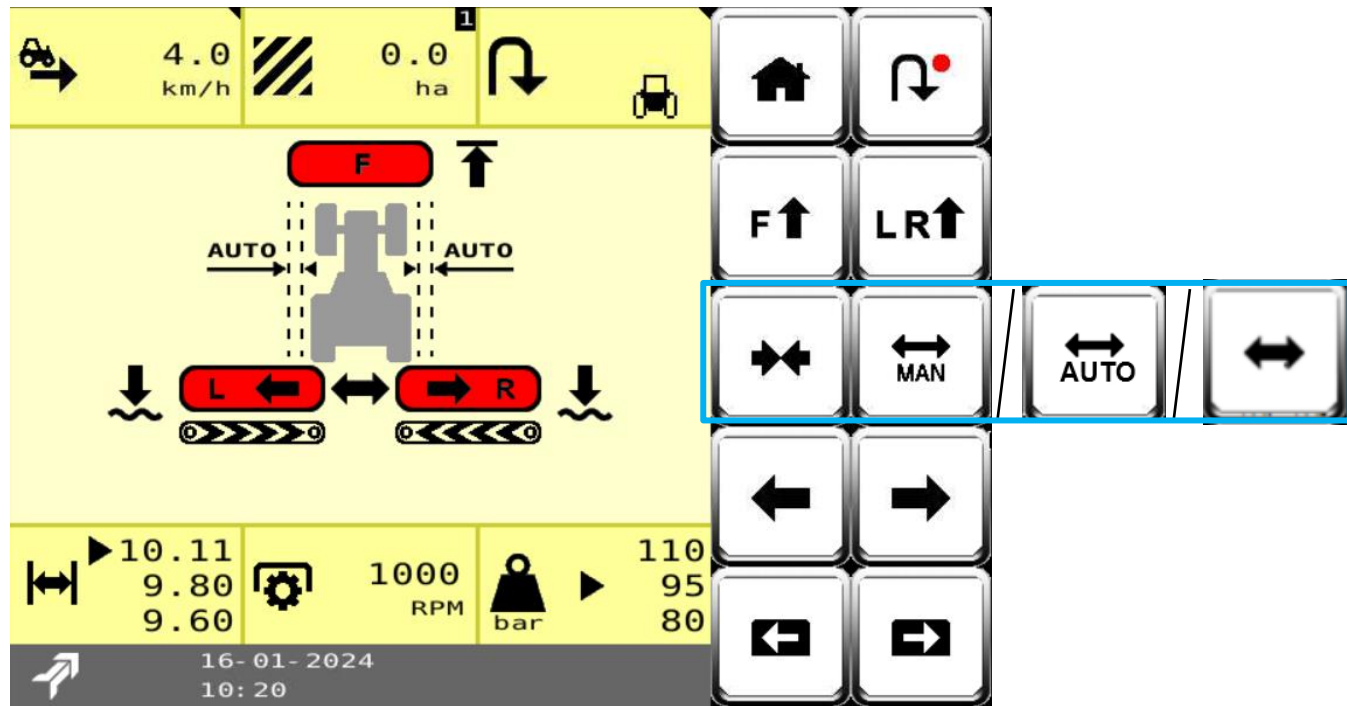 1
4.0
km/h
0.0
ha
F
F
LR
AUTO
AUTO
MAN
AUTO
L
R
10.11
9.80
9.60
1000
RPM
bar
110
95
80
16-01-2024
10:20